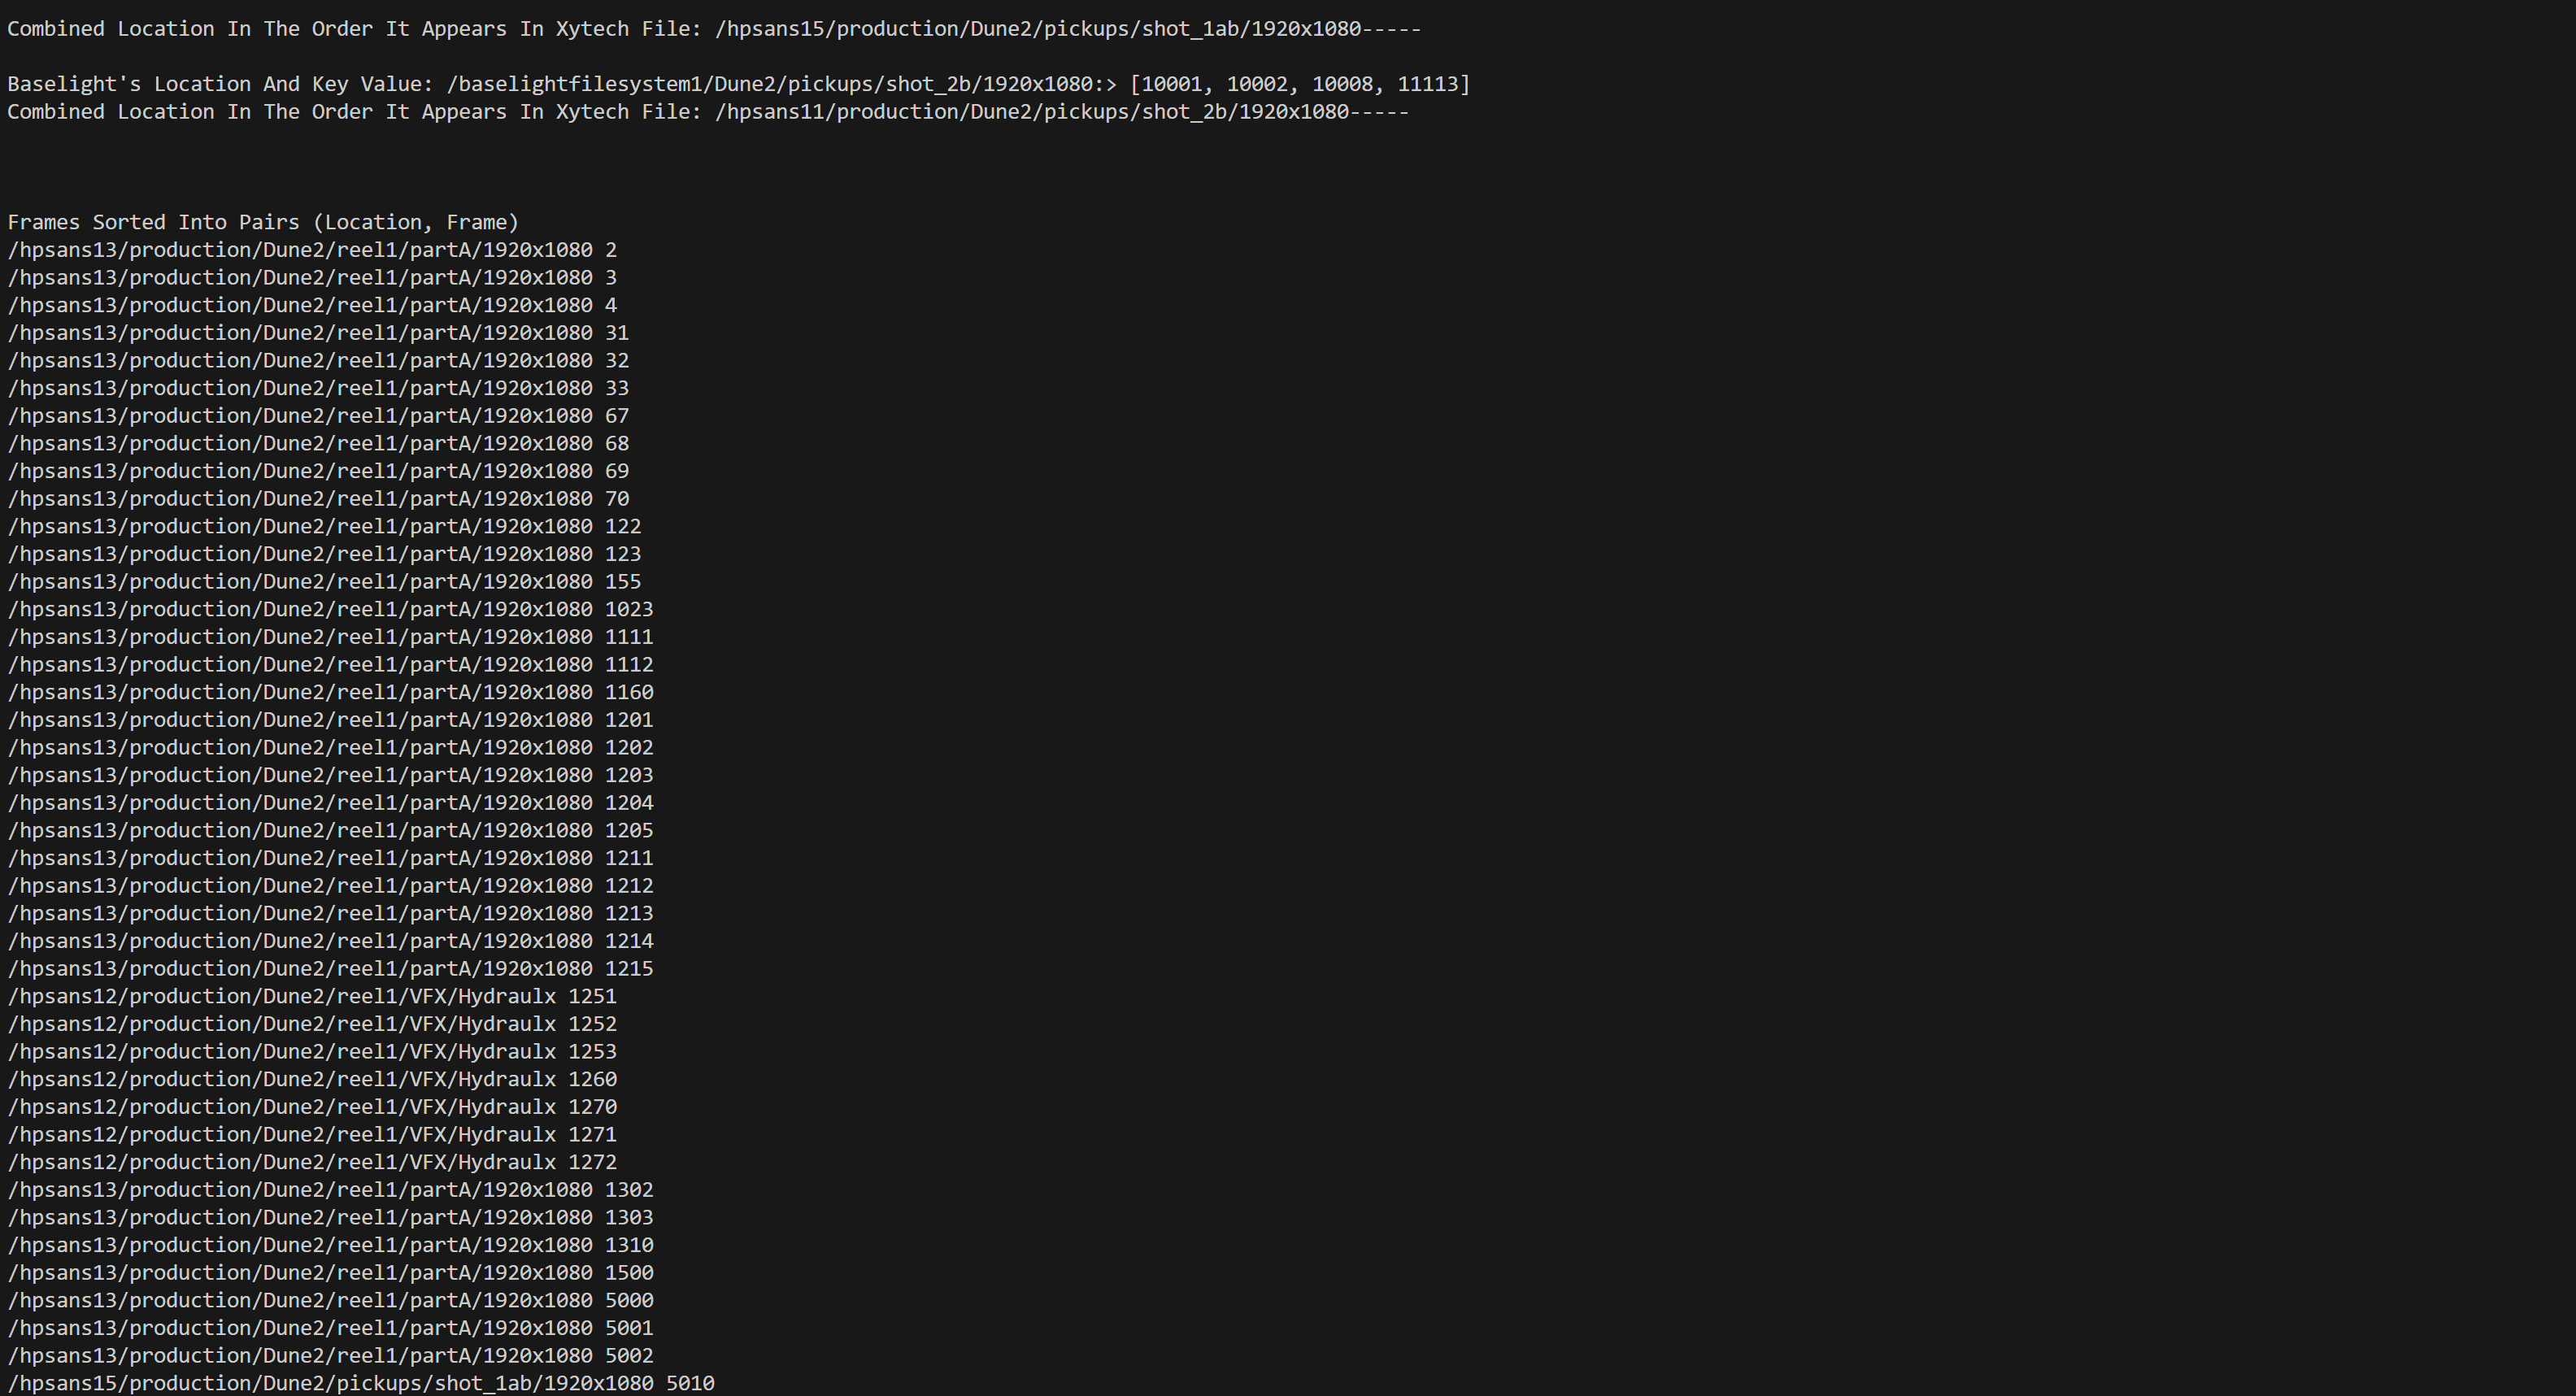 Combined Location In The Order It Appears In Xytech File: /hpsans15/production/Dune2/pickups/shot_1ab/1920x1080-----
Baselight's Location And Key Value: /baselightfilesystem1/Dune2/pickups/shot_2b/1920x1080:> [10001, 10002, 10008, 11113]
Combined Location In The Order It Appears In Xytech File: /hpsans11/production/Dune2/pickups/shot_2b/1920x1080-----
Frames Sorted Into Pairs (Location, Frame)
/hpsans13/production/Dune2/reel1/partA/1920x1080 2
/hpsans13/production/Dune2/reel1/partA/1920x1080 3
/hpsans13/production/Dune2/reel1/partA/1920x1080 4
/hpsans13/production/Dune2/reel1/partA/1920x1080 31
/hpsans13/production/Dune2/reel1/partA/1920x1080 32
/hpsans13/production/Dune2/reel1/partA/1920x1080 33
/hpsans13/production/Dune2/reel1/partA/1920x1080 67
/hpsans13/production/Dune2/reel1/partA/1920x1080 68
/hpsans13/production/Dune2/reel1/partA/1920x1080 69
/hpsans13/production/Dune2/reel1/partA/1920x1080 70
/hpsans13/production/Dune2/reel1/partA/1920x1080 122
/hpsans13/production/Dune2/reel1/partA/1920x1080 123
/hpsans13/production/Dune2/reel1/partA/1920x1080 155
/hpsans13/production/Dune2/reel1/partA/1920x1080 1023
/hpsans13/production/Dune2/reel1/partA/1920x1080 1111
/hpsans13/production/Dune2/reel1/partA/1920x1080 1112
/hpsans13/production/Dune2/reel1/partA/1920x1080 1160
/hpsans13/production/Dune2/reel1/partA/1920x1080 1201
/hpsans13/production/Dune2/reel1/partA/1920x1080 1202
/hpsans13/production/Dune2/reel1/partA/1920x1080 1203
/hpsans13/production/Dune2/reel1/partA/1920x1080 1204
/hpsans13/production/Dune2/reel1/partA/1920x1080 1205
/hpsans13/production/Dune2/reel1/partA/1920x1080 1211
/hpsans13/production/Dune2/reel1/partA/1920x1080 1212
/hpsans13/production/Dune2/reel1/partA/1920x1080 1213
/hpsans13/production/Dune2/reel1/partA/1920x1080 1214
/hpsans13/production/Dune2/reel1/partA/1920x1080 1215
/hpsans12/production/Dune2/reel1/VFX/Hydraulx 1251
/hpsans12/production/Dune2/reel1/VFX/Hydraulx 1252
/hpsans12/production/Dune2/reel1/VFX/Hydraulx 1253
/hpsans12/production/Dune2/reel1/VFX/Hydraulx 1260
/hpsans12/production/Dune2/reel1/VFX/Hydraulx 1270
/hpsans12/production/Dune2/reel1/VFX/Hydraulx 1271
/hpsans12/production/Dune2/reel1/VFX/Hydraulx 1272
/hpsans13/production/Dune2/reel1/partA/1920x1080 1302
/hpsans13/production/Dune2/reel1/partA/1920x1080 1303
/hpsans13/production/Dune2/reel1/partA/1920x1080 1310
/hpsans13/production/Dune2/reel1/partA/1920x1080 1500
/hpsans13/production/Dune2/reel1/partA/1920x1080 5000
/hpsans13/production/Dune2/reel1/partA/1920x1080 5001
/hpsans13/production/Dune2/reel1/partA/1920x1080 5002
/hpsans15/production/Dune2/pickups/shot_1ab/1920x1080 5010